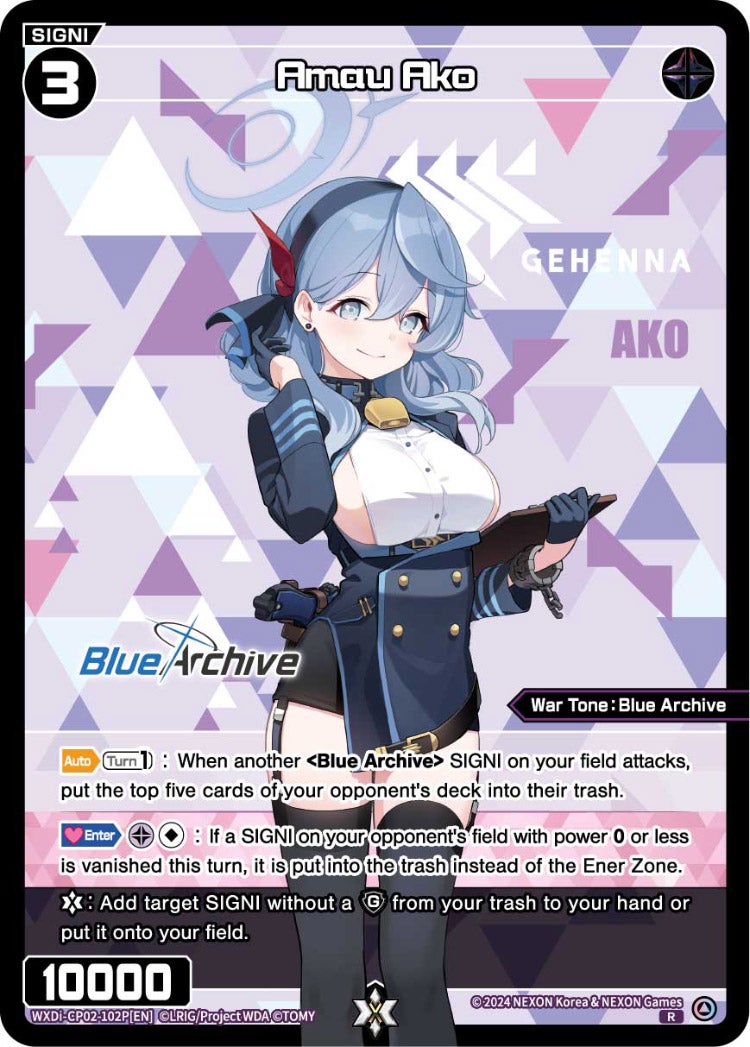 SIGNI
3
Amau Ako
GEHENNA
AKO
Blue Archive
War Tone:Blue Archive
Auto Turn 1 : When another <Blue Archive> SIGNI on your field attacks,
put the top five cards of your opponent's deck into their trash.
Enter : If a SIGNI on your opponent's field with power 0 or less
is vanished this turn, it is put into the trash instead of the Ener Zone.
: Add target SIGNI without a G from your trash to your hand or
put it onto your field.
10000
WXDi-CP02-102P[EN] ©LRIG/Project WDA ©TOMY
©2024 NEXON Korea & NEXON Games
R